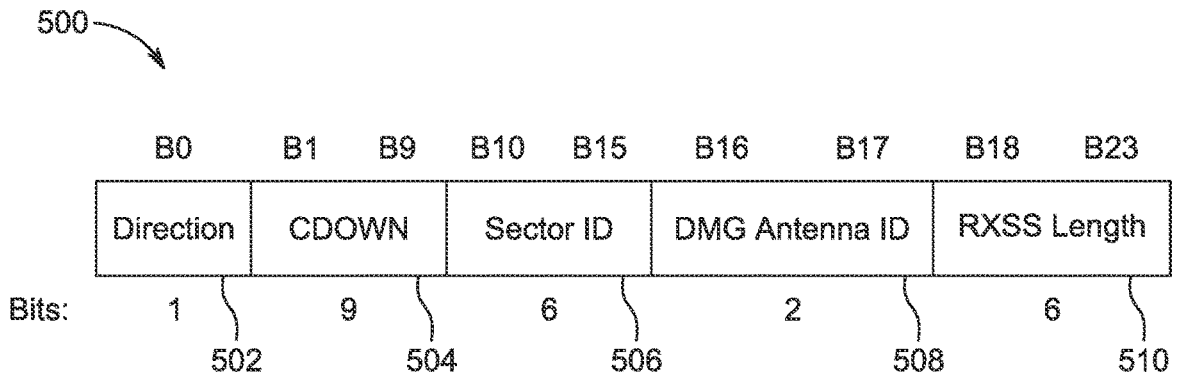 500
B0 B1 B9 B10 B15 B16 B17 B18 B23
Direction CDOWN Sector ID DMG Antenna ID RXSS Length
Bits: 1 9 6 2 6
502 504 506 508 510